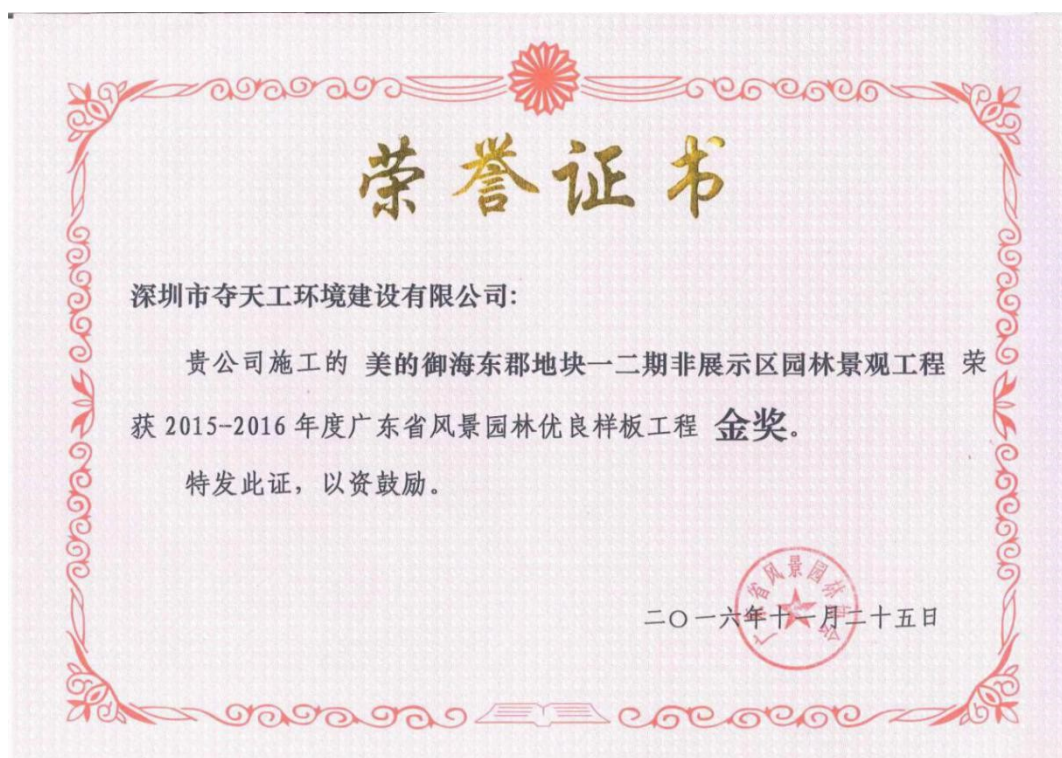 荣誉证书
深圳市夺天工环境建设有限公司:
贵公司施工的 美的御海东郡地块一二期非展示区园林景观工程 荣
获 2015-2016 年度广东省风景园林优良样板工程 金奖。
特发此证，以资鼓励。
二〇一六年十一月二十五日